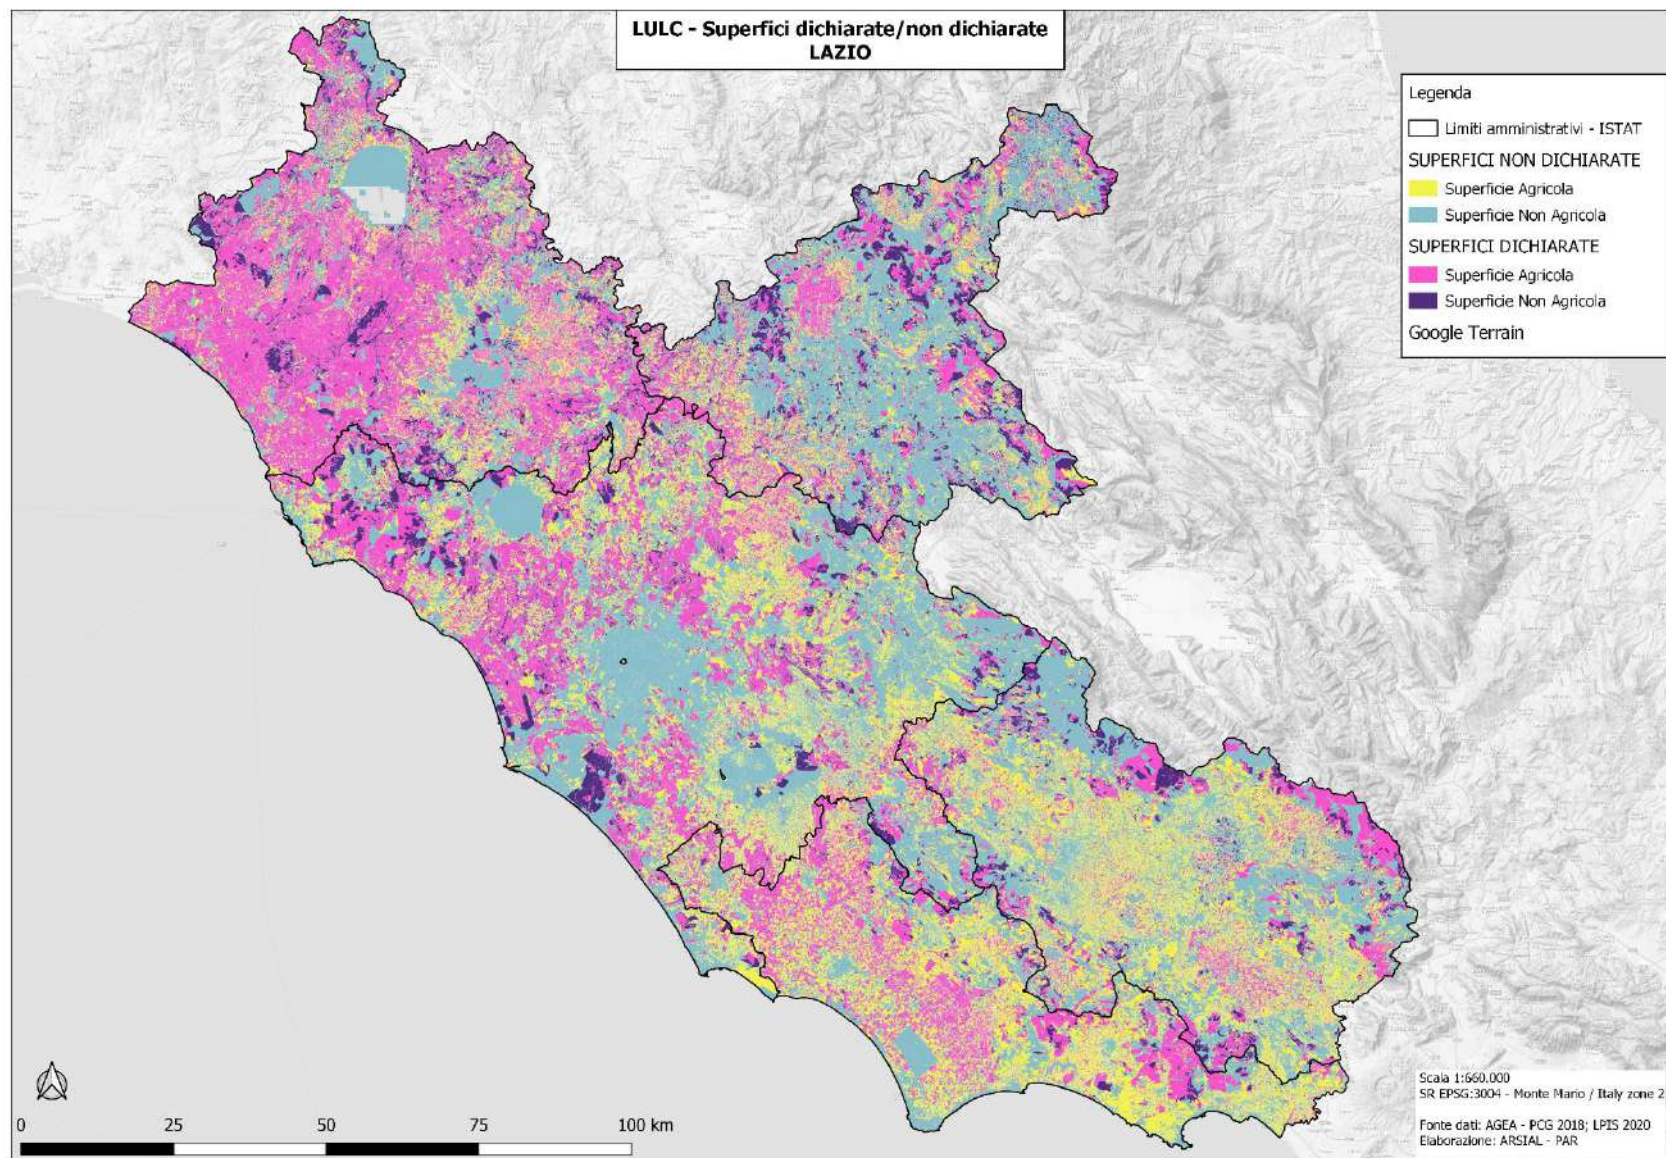 LULC - Superfici dichiarate/non dichiarate
LAZIO
Legenda
Limiti amministrativi - ISTAT
SUPERFICI NON DICHIARATE
Superficie Agricola
Superficie Non Agricola
SUPERFICI DICHIARATE
Superficie Agricola
Superficie Non Agricola
Google Terrain
Scala 1:660.000
SR EPSG:3004 - Monte Mario / Italy zone 2
Fonte dati: AGEA - PCG 2018; LPIS 2020
Elaborazione: ARSIAL - PAR
0 25 50 75 100 km